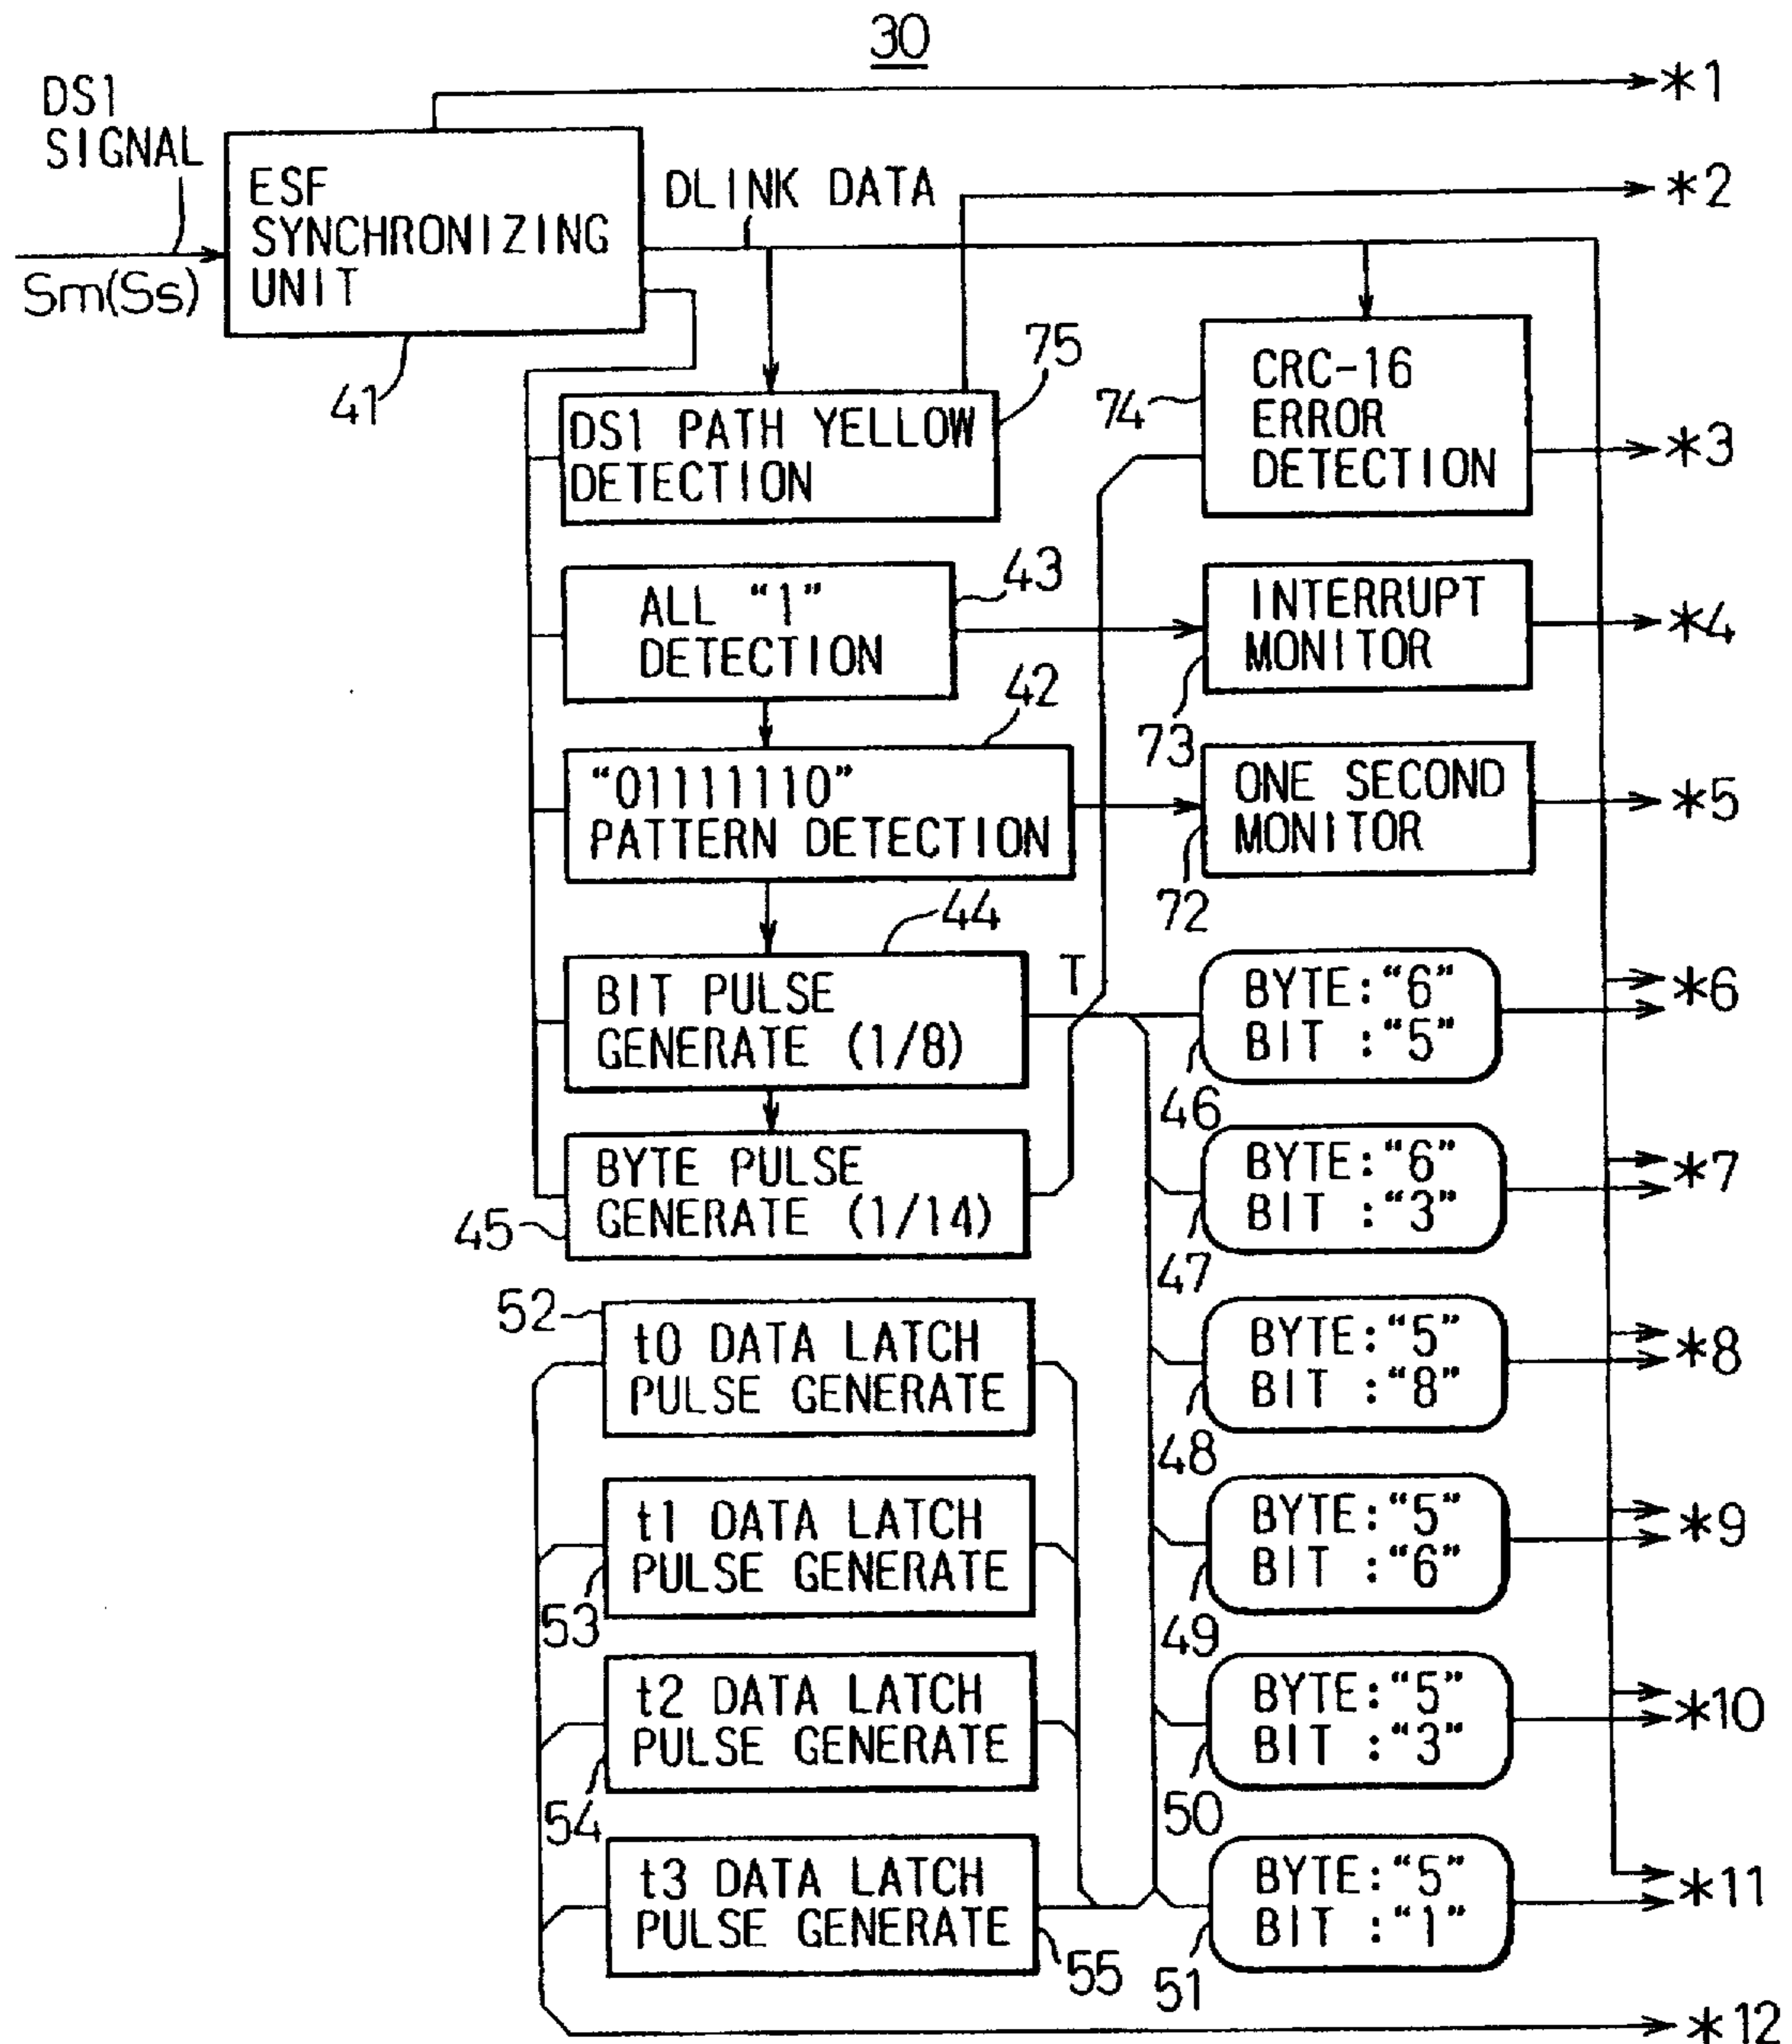 30
DS1
SIGNAL
Sm(Ss)
ESF
SYNCHRONIZING
UNIT
41
DLINK DATA
*1
*2
75
DS1 PATH YELLOW
DETECTION
74
CRC-16
ERROR
DETECTION
*3
43
ALL "1"
DETECTION
INTERRUPT
MONITOR
73
*4
42
"01111110"
PATTERN DETECTION
ONE SECOND
MONITOR
72
*5
44
BIT PULSE
GENERATE (1/8)
T
BYTE:"6"
BIT :"5"
46
*6
BYTE PULSE
GENERATE (1/14)
45
BYTE:"6"
BIT :"3"
47
*7
52
t0 DATA LATCH
PULSE GENERATE
BYTE:"5"
BIT :"8"
48
*8
t1 DATA LATCH
PULSE GENERATE
53
BYTE:"5"
BIT :"6"
49
*9
t2 DATA LATCH
PULSE GENERATE
54
BYTE:"5"
BIT :"3"
50
*10
t3 DATA LATCH
PULSE GENERATE
55
BYTE:"5"
BIT :"1"
51
*11
*12